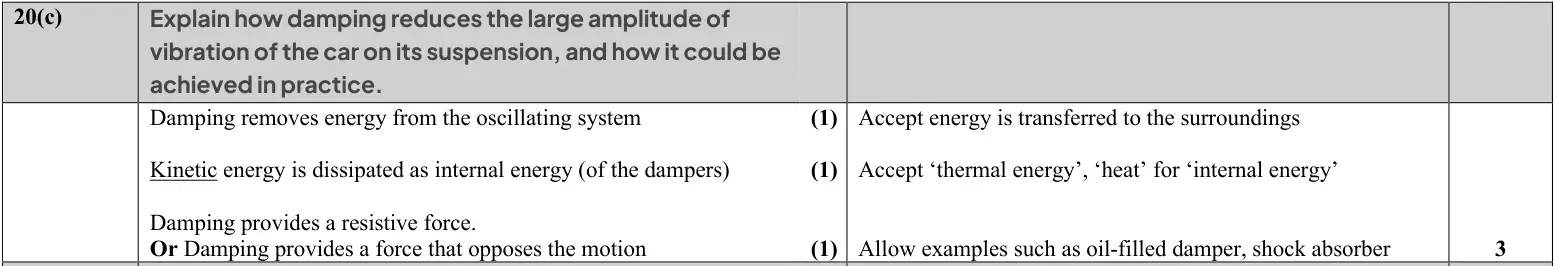 20(c)
Explain how damping reduces the large amplitude of
vibration of the car on its suspension, and how it could be
achieved in practice.
Damping removes energy from the oscillating system (1) Accept energy is transferred to the surroundings
Kinetic energy is dissipated as internal energy (of the dampers) (1) Accept ‘thermal energy’, ‘heat’ for ‘internal energy’
Damping provides a resistive force.
Or Damping provides a force that opposes the motion (1) Allow examples such as oil-filled damper, shock absorber 3